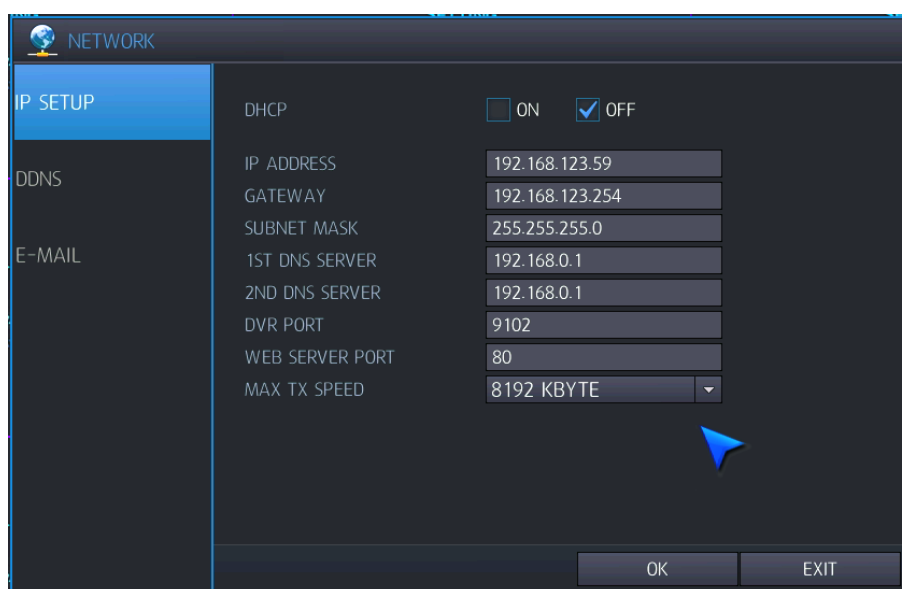 NETWORK
IP SETUP
DDNS
E-MAIL
DHCP ON OFF
IP ADDRESS 192.168.123.59
GATEWAY 192.168.123.254
SUBNET MASK 255.255.255.0
1ST DNS SERVER 192.168.0.1
2ND DNS SERVER 192.168.0.1
DVR PORT 9102
WEB SERVER PORT 80
MAX TX SPEED 8192 KBYTE
OK EXIT